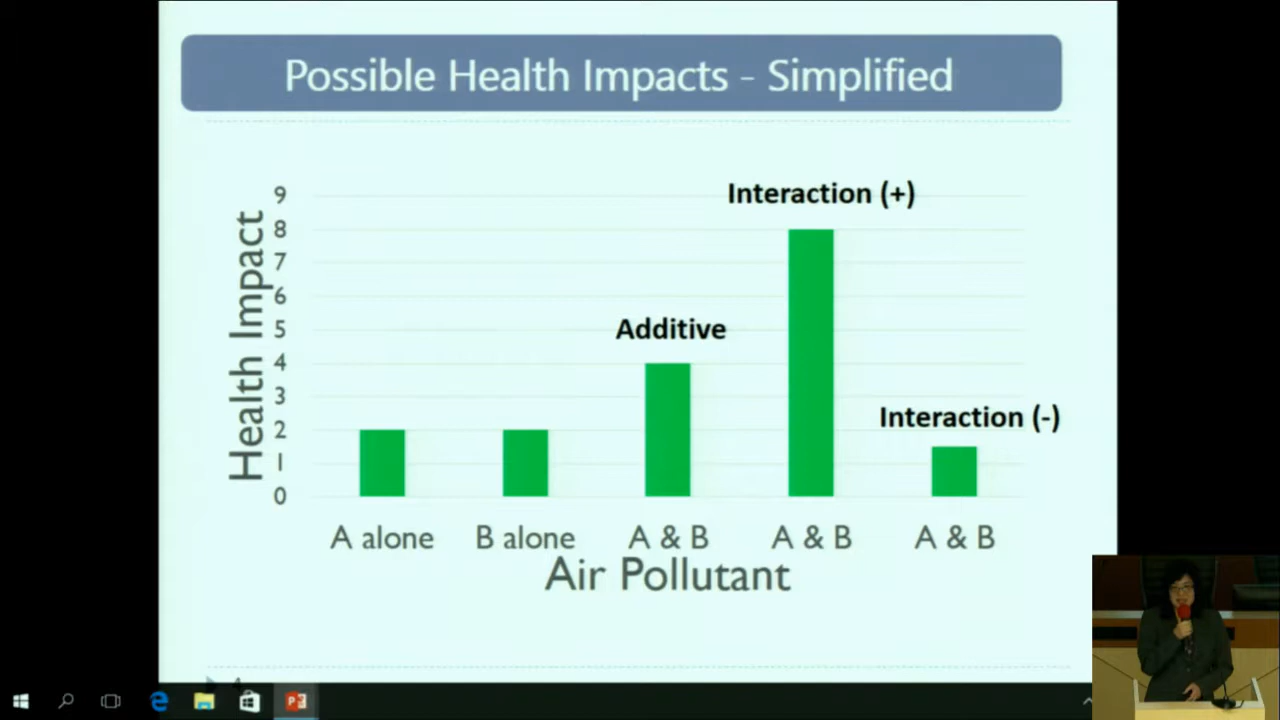 Possible Health Impacts - Simplified
Interaction (+)
9
8
7
6
5
4
3
2
1
0
Health Impact
Additive
Interaction (-)
A alone
B alone
A & B
A & B
A & B
Air Pollutant
4